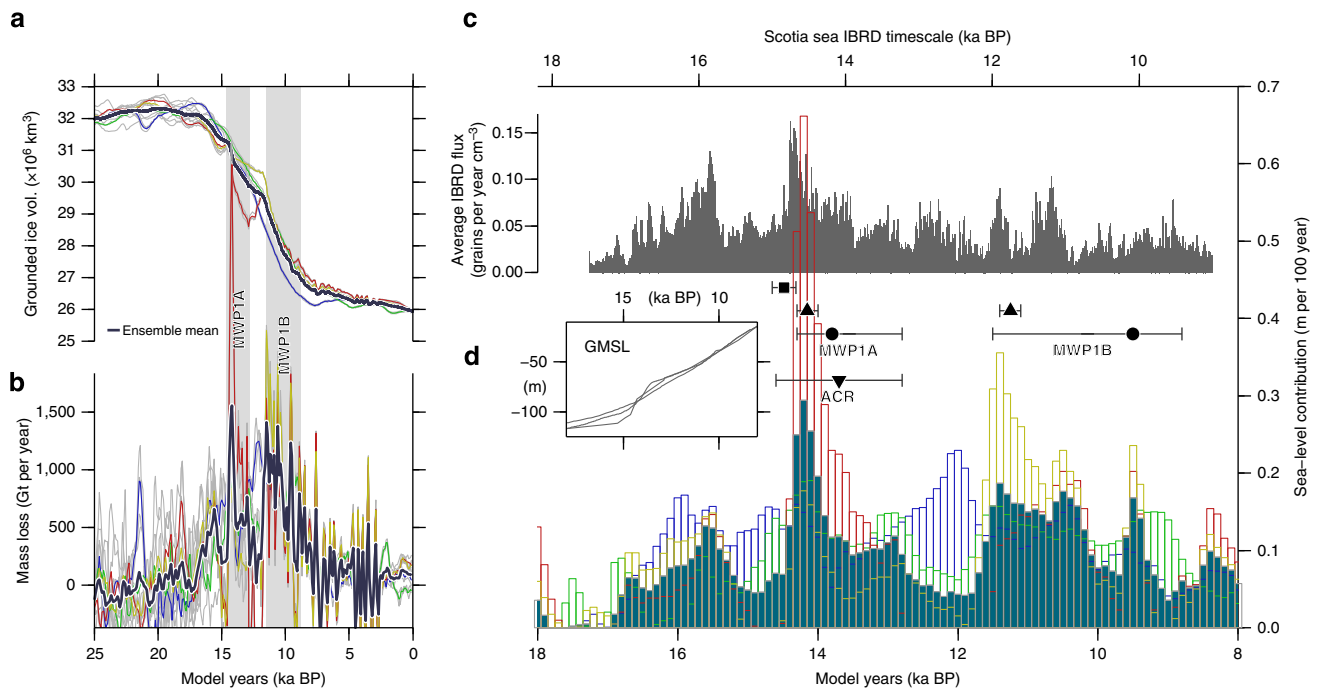 a
33
32
31
30
29
28
27
26
25
Grounded ice vol. (×10⁶ km³)
MWP1A
MWP1B
Ensemble mean
b
1,500
1,000
500
0
Mass loss (Gt per year)
25 20 15 10 5 0
Model years (ka BP)
c
Scotia sea IBRD timescale (ka BP)
18 16 14 12 10
0.15
0.10
0.05
0.00
Average IBRD flux
(grains per year cm⁻³)
15 (ka BP) 10
GMSL
−50
(m)
−100
d
MWP1A
MWP1B
ACR
0.7
0.6
0.5
0.4
0.3
0.2
0.1
0.0
Sea−level contribution (m per 100 year)
18 16 14 12 10 8
Model years (ka BP)